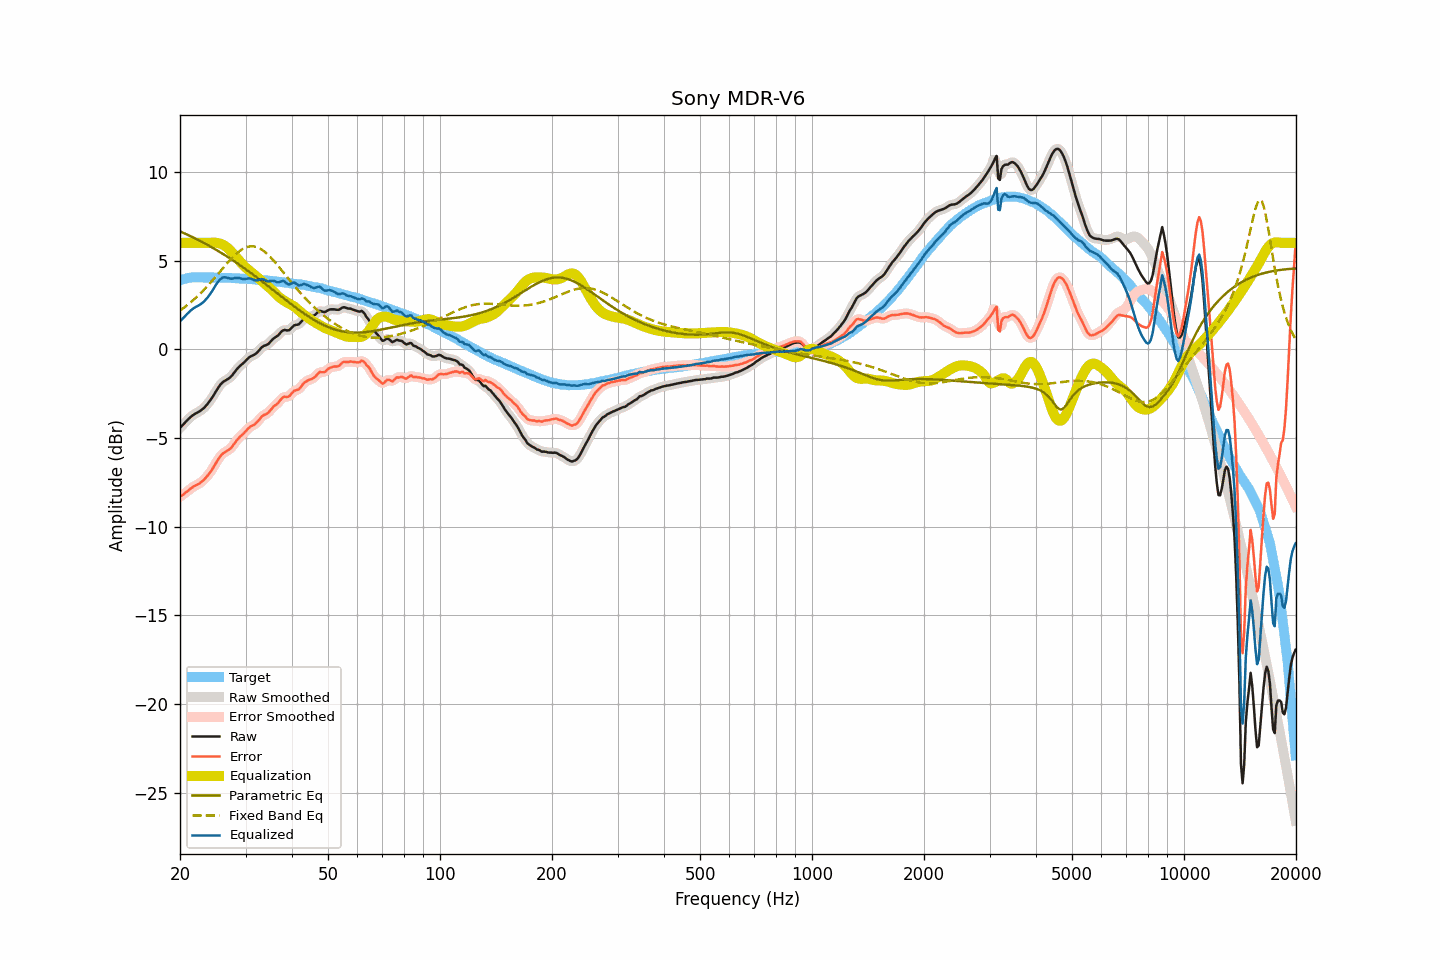 Sony MDR-V6
Amplitude (dBr)
10
5
0
−5
−10
−15
−20
−25
Target
Raw Smoothed
Error Smoothed
Raw
Error
Equalization
Parametric Eq
Fixed Band Eq
Equalized
20 50 100 200 500 1000 2000 5000 10000 20000
Frequency (Hz)